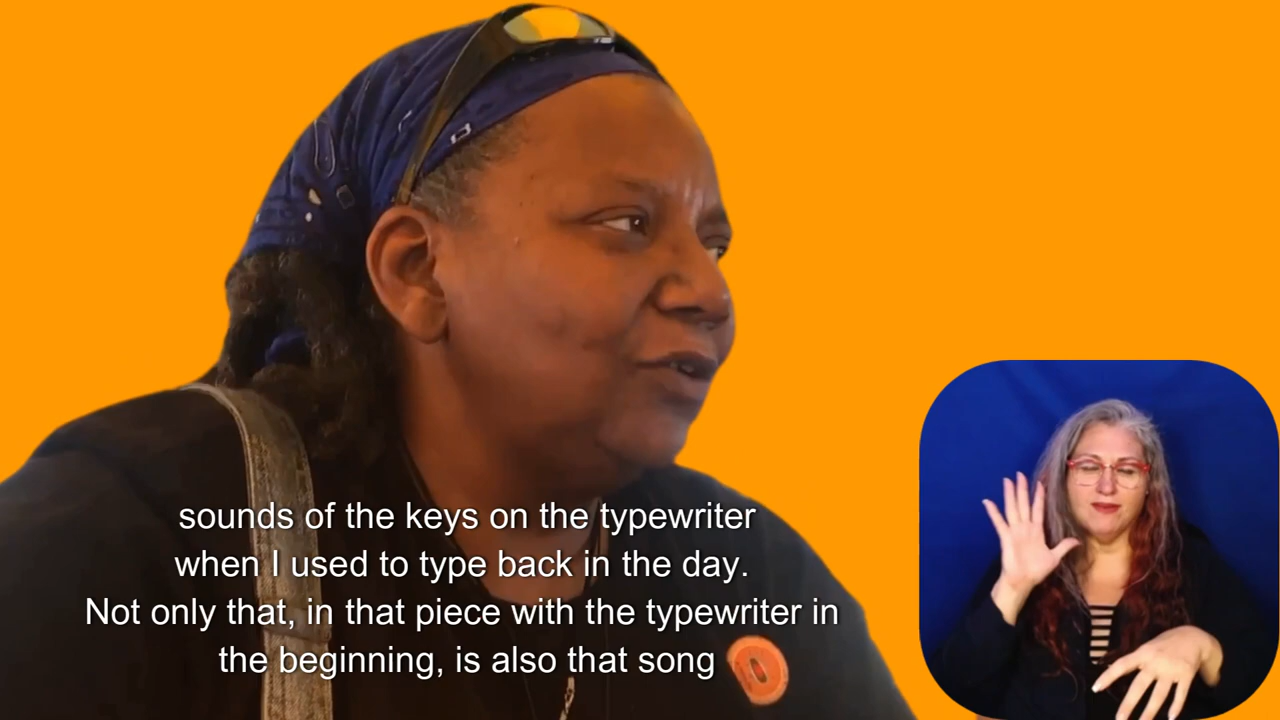 sounds of the keys on the typewriter
when I used to type back in the day.
Not only that, in that piece with the typewriter in
the beginning, is also that song